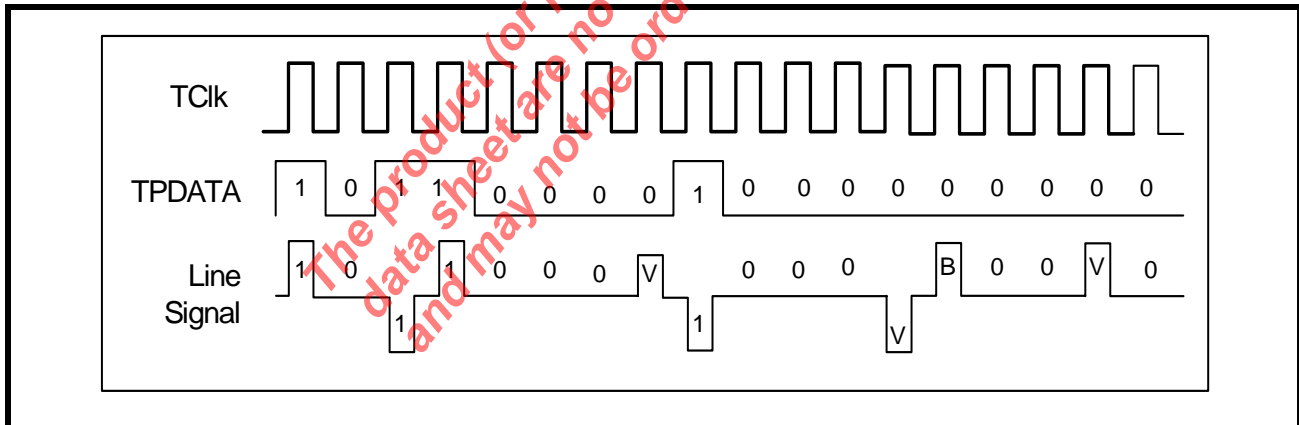 TClk
TPDATA
1 0 1 1 0 0 0 0 1 0 0 0 0 0 0 0 0 0
Line
Signal
1 0 1 1 0 0 0 V 1 0 0 0 V B 0 0 V 0
The product (or
data sheet are no
and may not be ord